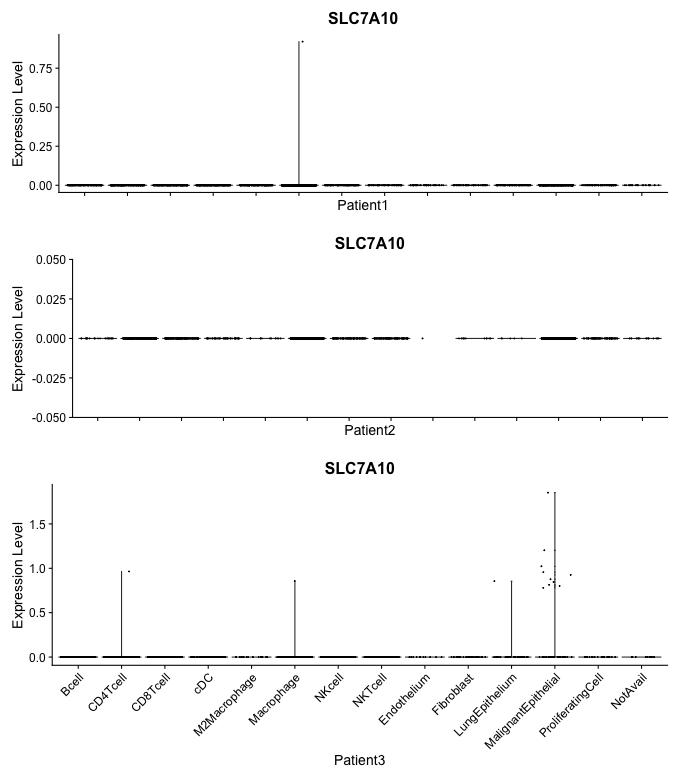 SLC7A10
Expression Level
0.75
0.50
0.25
0.00
Patient1
SLC7A10
Expression Level
0.050
0.025
0.000
-0.025
-0.050
Patient2
SLC7A10
Expression Level
1.5
1.0
0.5
0.0
Bcell
CD4Tcell
CD8Tcell
cDC
M2Macrophage
Macrophage
NKcell
NKTcell
Endothelium
Fibroblast
LungEpithelium
MalignantEpithelial
ProliferatingCell
NotAvail
Patient3